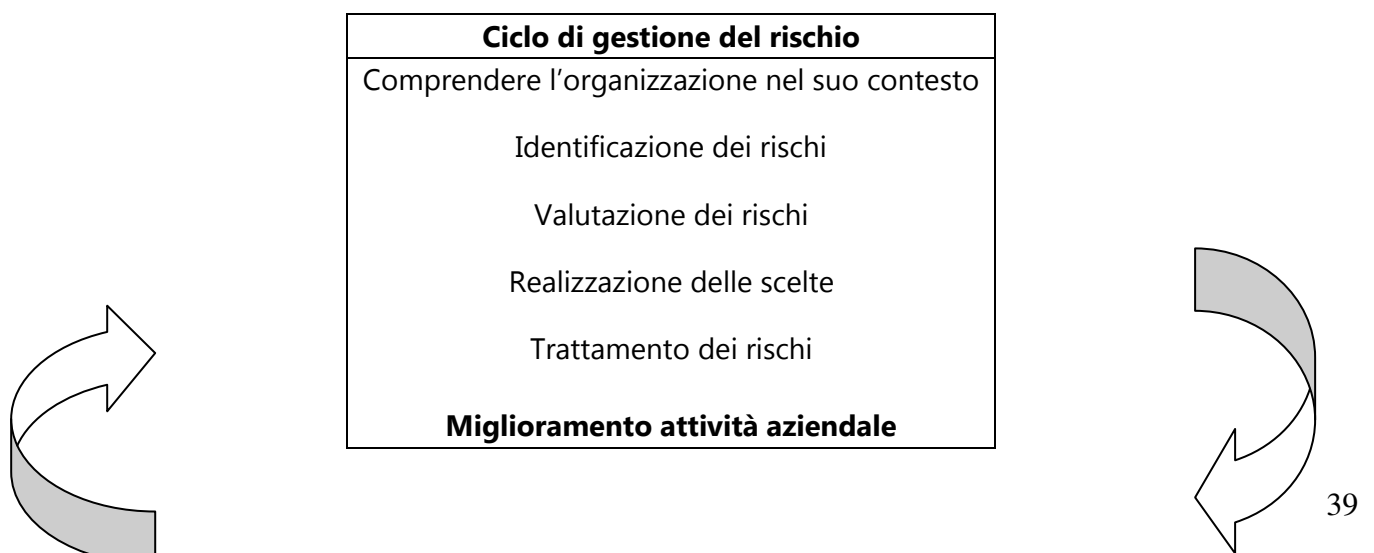 Ciclo di gestione del rischio
Comprendere l’organizzazione nel suo contesto
Identificazione dei rischi
Valutazione dei rischi
Realizzazione delle scelte
Trattamento dei rischi
Miglioramento attività aziendale
39